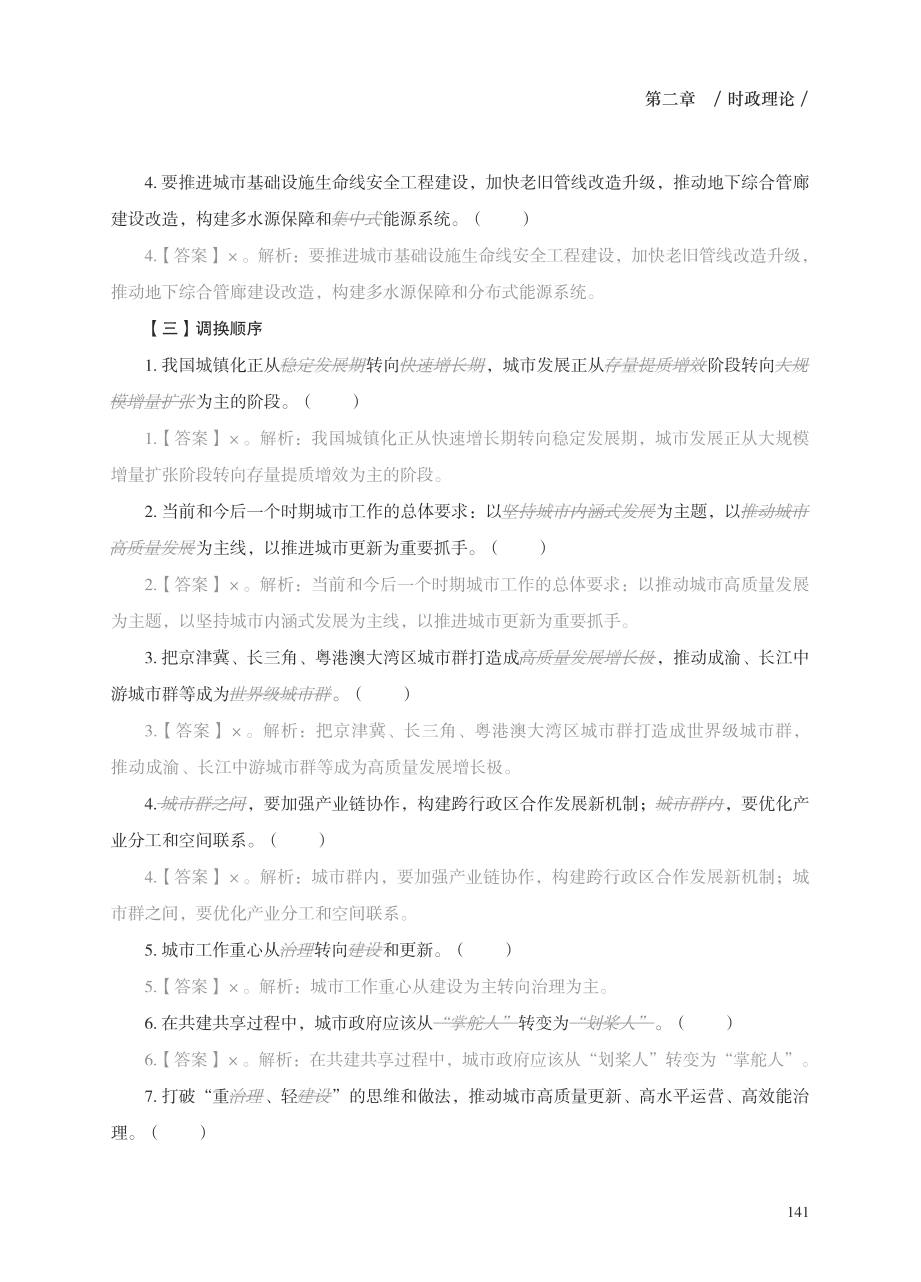 第二章 / 时政理论 /
4. 要推进城市基础设施生命线安全工程建设，加快老旧管线改造升级，推动地下综合管廊
建设改造，构建多水源保障和集中式能源系统。（　　）
4.【答案】×。解析：要推进城市基础设施生命线安全工程建设，加快老旧管线改造升级，
推动地下综合管廊建设改造，构建多水源保障和分布式能源系统。
【三】调换顺序
1. 我国城镇化正从稳定发展期转向快速增长期，城市发展正从存量提质增效阶段转向大规
模增量扩张为主的阶段。（　　）
1.【答案】×。解析：我国城镇化正从快速增长期转向稳定发展期，城市发展正从大规模
增量扩张阶段转向存量提质增效为主的阶段。
2. 当前和今后一个时期城市工作的总体要求：以坚持城市内涵式发展为主题，以推动城市
高质量发展为主线，以推进城市更新为重要抓手。（　　）
2.【答案】×。解析：当前和今后一个时期城市工作的总体要求：以推动城市高质量发展
为主题，以坚持城市内涵式发展为主线，以推进城市更新为重要抓手。
3. 把京津冀、长三角、粤港澳大湾区城市群打造成高质量发展增长极，推动成渝、长江中
游城市群等成为世界级城市群。（　　）
3.【答案】×。解析：把京津冀、长三角、粤港澳大湾区城市群打造成世界级城市群，
推动成渝、长江中游城市群等成为高质量发展增长极。
4. 城市群之间，要加强产业链协作，构建跨行政区合作发展新机制；城市群内，要优化产
业分工和空间联系。（　　）
4.【答案】×。解析：城市群内，要加强产业链协作，构建跨行政区合作发展新机制；城
市群之间，要优化产业分工和空间联系。
5. 城市工作重心从治理转向建设和更新。（　　）
5.【答案】×。解析：城市工作重心从建设为主转向治理为主。
6. 在共建共享过程中，城市政府应该从“掌舵人”转变为“划桨人”。（　　）
6.【答案】×。解析：在共建共享过程中，城市政府应该从“划桨人”转变为“掌舵人”。
7. 打破“重治理、轻建设”的思维和做法，推动城市高质量更新、高水平运营、高效能治
理。（　　）
141